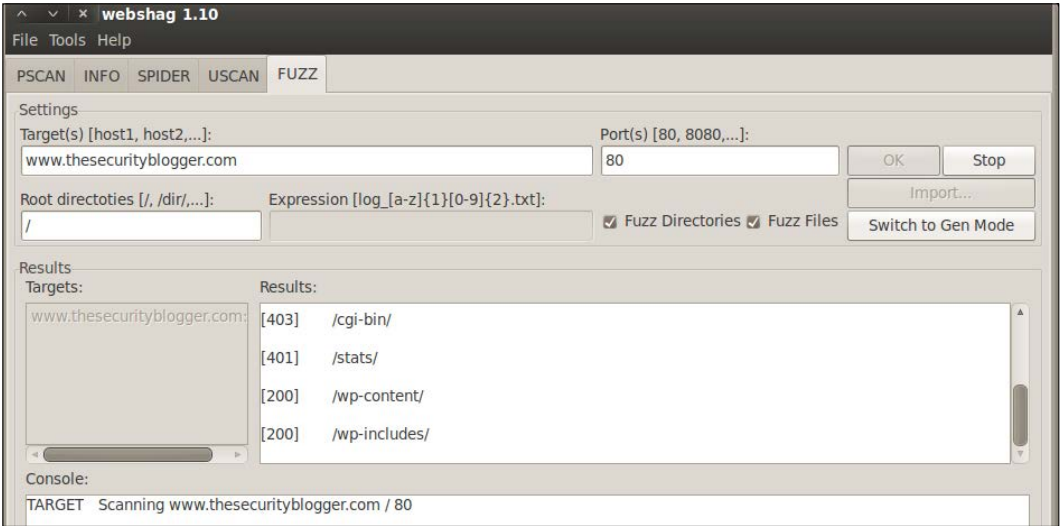 webshag 1.10
File Tools Help
PSCAN INFO SPIDER USCAN FUZZ
Settings
Target(s) [host1, host2,...]: Port(s) [80, 8080,...]:
www.thesecurityblogger.com 80 OK Stop
Import...
Root directoties [/, /dir/,...]: Expression [log_[a-z]{1}[0-9]{2}.txt]:
/ Fuzz Directories Fuzz Files Switch to Gen Mode
Results
Targets: Results:
www.thesecurityblogger.com: [403] /cgi-bin/
[401] /stats/
[200] /wp-content/
[200] /wp-includes/
Console:
TARGET Scanning www.thesecurityblogger.com / 80